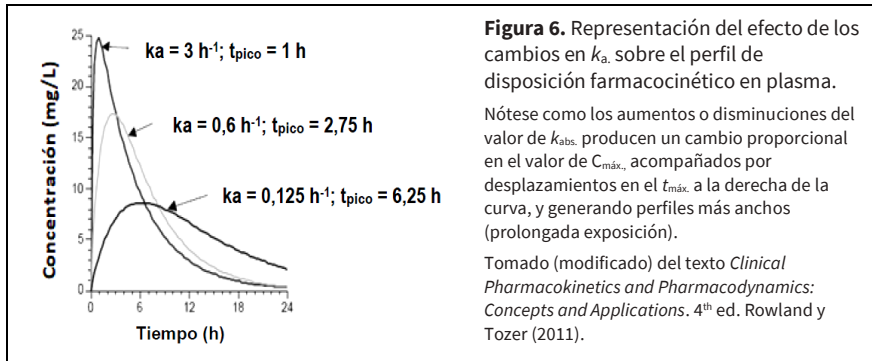 25
20
15
10
5
0
0
6
12
18
24
Concentración (mg/L)
Tiempo (h)
ka = 3 h-1; tpico = 1 h
ka = 0,6 h-1; tpico = 2,75 h
ka = 0,125 h-1; tpico = 6,25 h
Figura 6. Representación del efecto de los
cambios en ka. sobre el perfil de
disposición farmacocinético en plasma.
Nótese como los aumentos o disminuciones del
valor de kabs. producen un cambio proporcional
en el valor de Cmáx., acompañados por
desplazamientos en el tmáx. a la derecha de la
curva, y generando perfiles más anchos
(prolongada exposición).
Tomado (modificado) del texto Clinical
Pharmacokinetics and Pharmacodynamics:
Concepts and Applications. 4th ed. Rowland y
Tozer (2011).